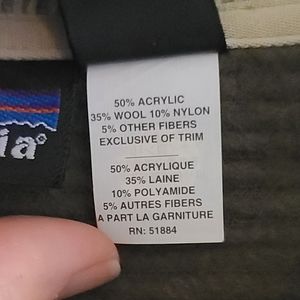 50% ACRYLIC
35% WOOL 10% NYLON
5% OTHER FIBERS
EXCLUSIVE OF TRIM
50% ACRYLIQUE
35% LAINE
10% POLYAMIDE
5% AUTRES FIBERS
A PART LA GARNITURE
RN: 51884
ia®